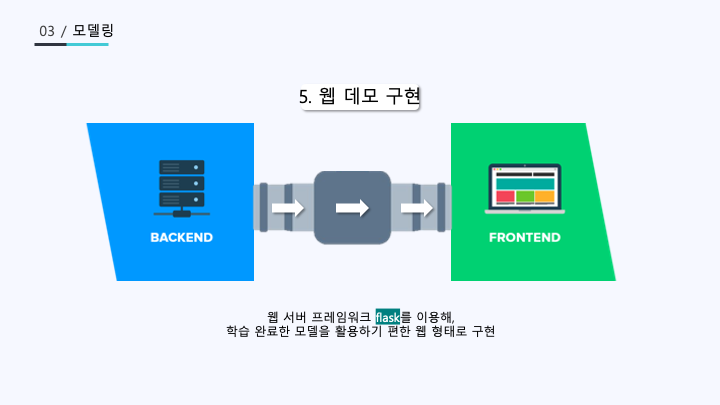 03 / 모델링
5. 웹 데모 구현
BACKEND
FRONTEND
웹 서버 프레임워크 flask를 이용해,
학습 완료한 모델을 활용하기 편한 웹 형태로 구현